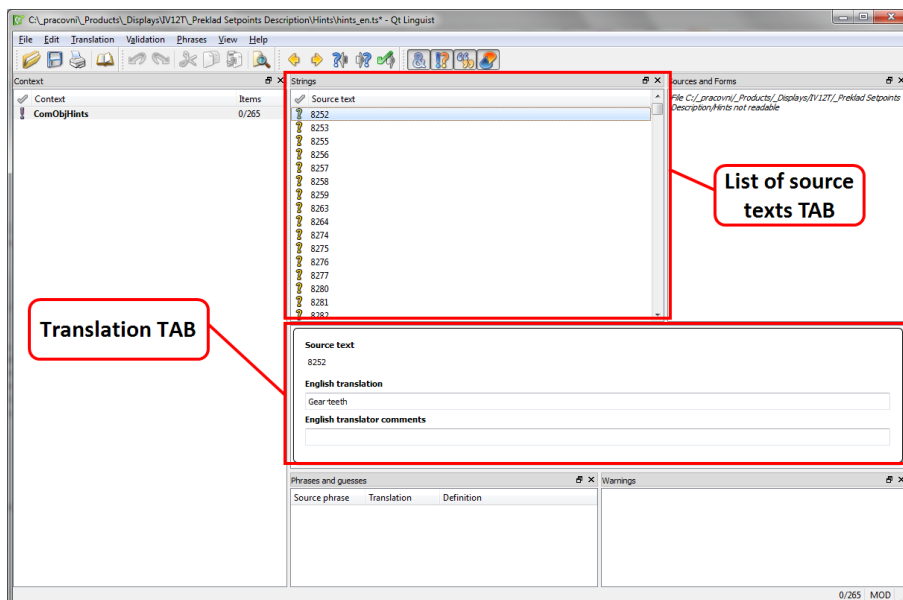 C:\_pracovni\_Products\_Displays\IV12T\_Preklad Setpoints Description\Hints\hints_en.ts* - Qt Linguist
File Edit Translation Validation Phrases View Help
Context
Context Items
ComObjHints 0/265
Strings
Source text
8252
8253
8255
8256
8257
8258
8259
8263
8264
8274
8275
8276
8277
8280
8281
8282
Sources and Forms
File C:/_pracovni/_Products/_Displays/IV12T/_Preklad Setpoints
Description/Hints not readable
List of source
texts TAB
Translation TAB
Source text
8252
English translation
Gear·teeth
English translator comments
Phrases and guesses
Source phrase Translation Definition
Warnings
0/265 MOD